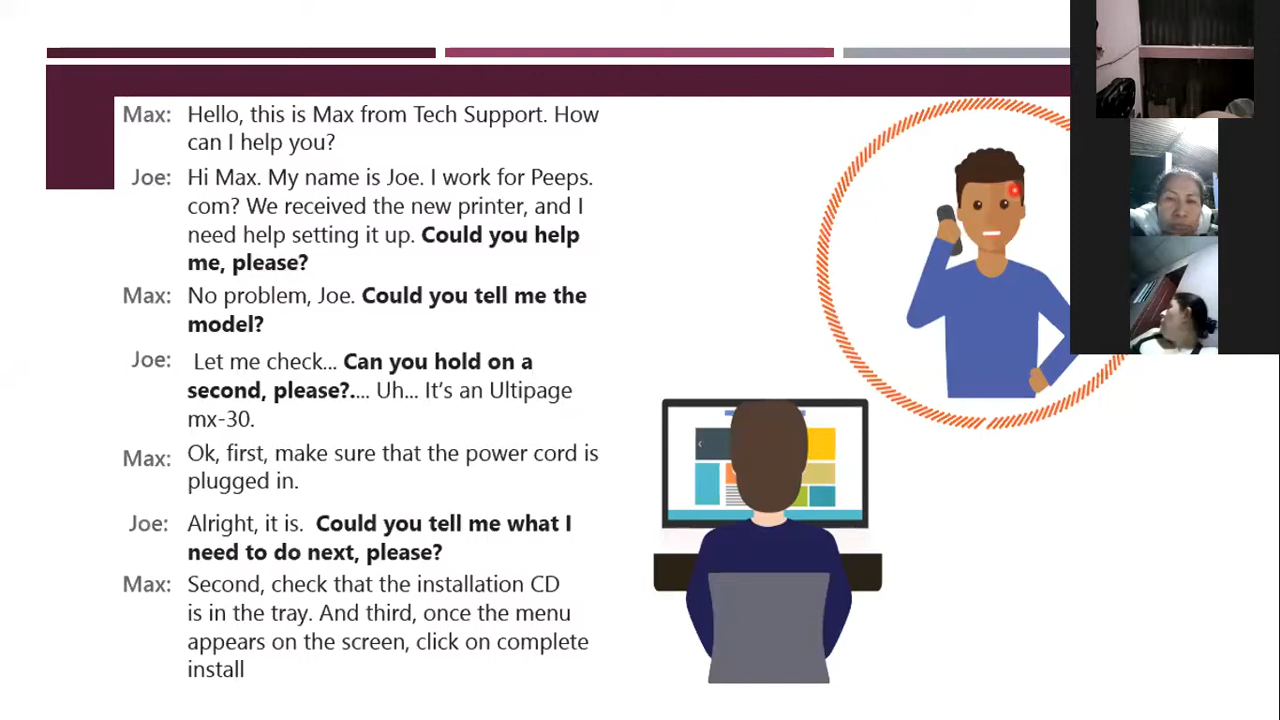 Max: Hello, this is Max from Tech Support. How
can I help you?
Joe: Hi Max. My name is Joe. I work for Peeps.
com? We received the new printer, and I
need help setting it up. Could you help
me, please?
Max: No problem, Joe. Could you tell me the
model?
Joe: Let me check... Can you hold on a
second, please?.... Uh... It's an Ultipage
mx-30.
Max: Ok, first, make sure that the power cord is
plugged in.
Joe: Alright, it is. Could you tell me what I
need to do next, please?
Max: Second, check that the installation CD
is in the tray. And third, once the menu
appears on the screen, click on complete
install